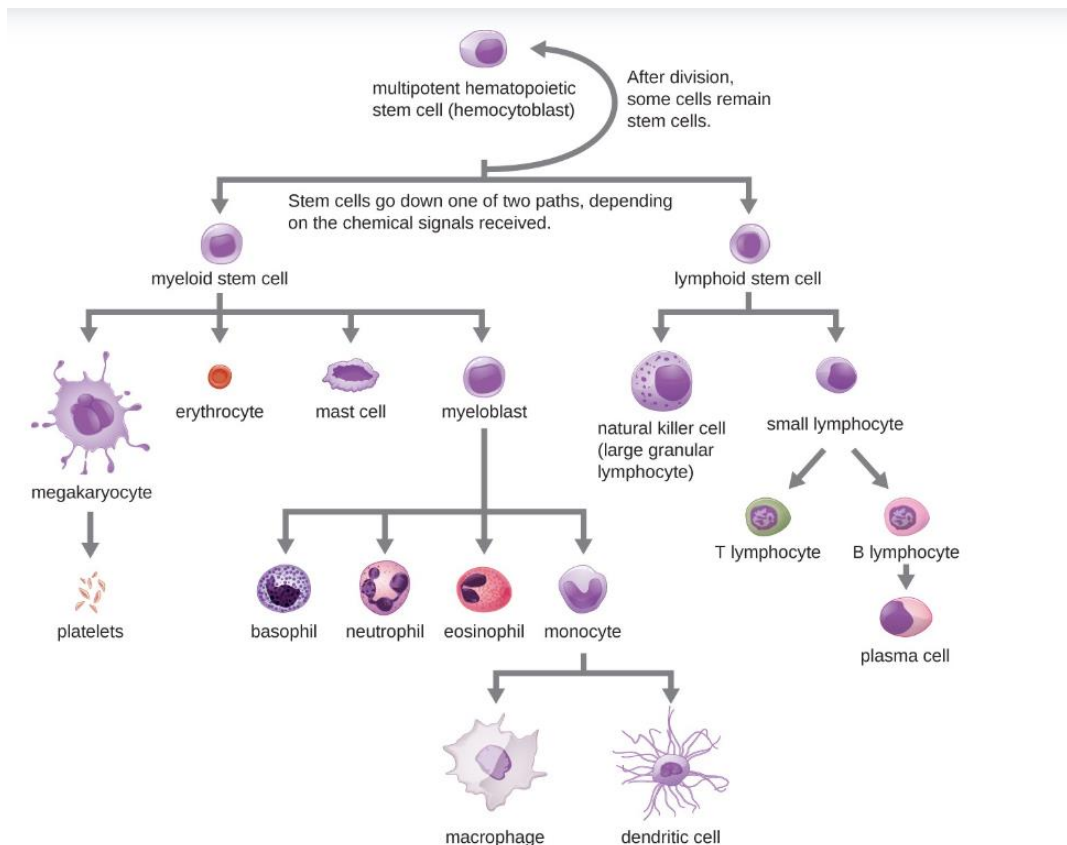 multipotent hematopoietic
stem cell (hemocytoblast)
After division,
some cells remain
stem cells.
Stem cells go down one of two paths, depending
on the chemical signals received.
myeloid stem cell
lymphoid stem cell
erythrocyte
mast cell
myeloblast
natural killer cell
(large granular
lymphocyte)
small lymphocyte
megakaryocyte
T lymphocyte
B lymphocyte
platelets
basophil
neutrophil
eosinophil
monocyte
plasma cell
macrophage
dendritic cell